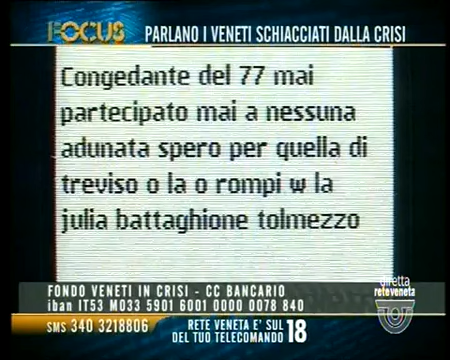 FOCUS PARLANO I VENETI SCHIACCIATI DALLA CRISI
Congedante del 77 mai
partecipato mai a nessuna
adunata spero per quella di
treviso o la o rompi w la
julia battaghione tolmezzo
FONDO VENETI IN CRISI - CC BANCARIO
iban IT53 M033 5901 6001 0000 0078 840
diretta
reteveneta
SMS 340 3218806
RETE VENETA E' SUL 18
DEL TUO TELECOMANDO